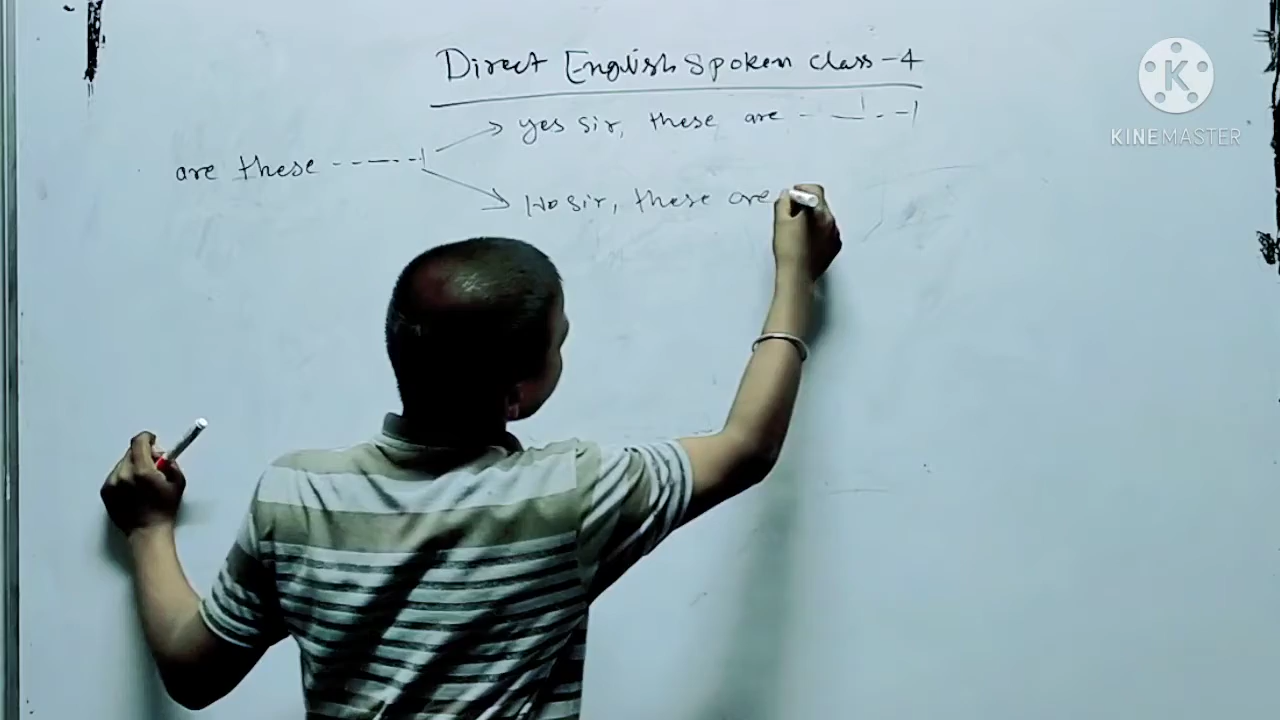 Direct English Spoken class-4
yes sir, these are - - - - -|
are these - - - - - -|
No sir, these are
KINEMASTER